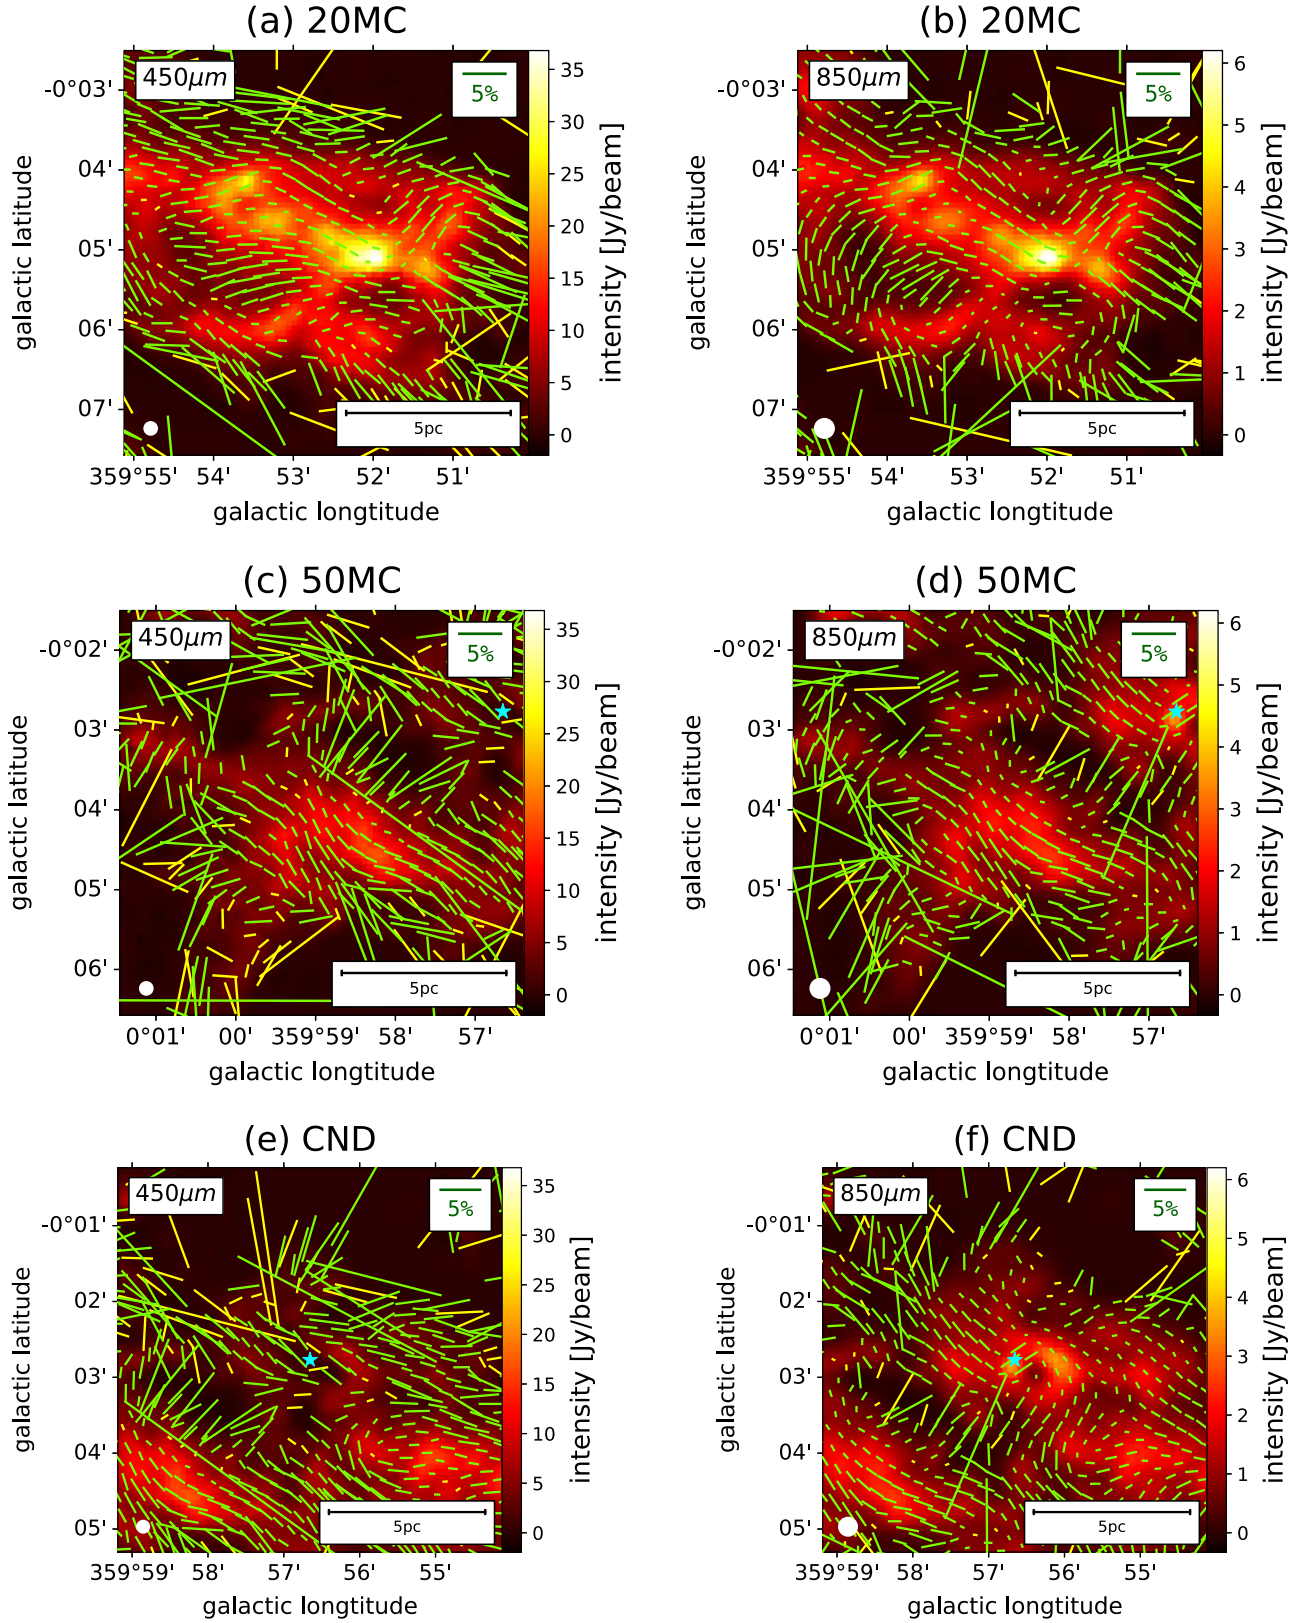 (a) 20MC
450μm
5%
-0°03'
04'
05'
06'
07'
galactic latitude
5pc
359°55' 54' 53' 52' 51'
galactic longtitude
35
30
25
20
15
10
5
0
intensity [Jy/beam]
(b) 20MC
850μm
5%
-0°03'
04'
05'
06'
07'
galactic latitude
5pc
359°55' 54' 53' 52' 51'
galactic longtitude
6
5
4
3
2
1
0
intensity [Jy/beam]
(c) 50MC
450μm
5%
-0°02'
03'
04'
05'
06'
galactic latitude
5pc
0°01' 00' 359°59' 58' 57'
galactic longtitude
35
30
25
20
15
10
5
0
intensity [Jy/beam]
(d) 50MC
850μm
5%
-0°02'
03'
04'
05'
06'
galactic latitude
5pc
0°01' 00' 359°59' 58' 57'
galactic longtitude
6
5
4
3
2
1
0
intensity [Jy/beam]
(e) CND
450μm
5%
-0°01'
02'
03'
04'
05'
galactic latitude
5pc
359°59' 58' 57' 56' 55'
galactic longtitude
35
30
25
20
15
10
5
0
intensity [Jy/beam]
(f) CND
850μm
5%
-0°01'
02'
03'
04'
05'
galactic latitude
5pc
359°59' 58' 57' 56' 55'
galactic longtitude
6
5
4
3
2
1
0
intensity [Jy/beam]